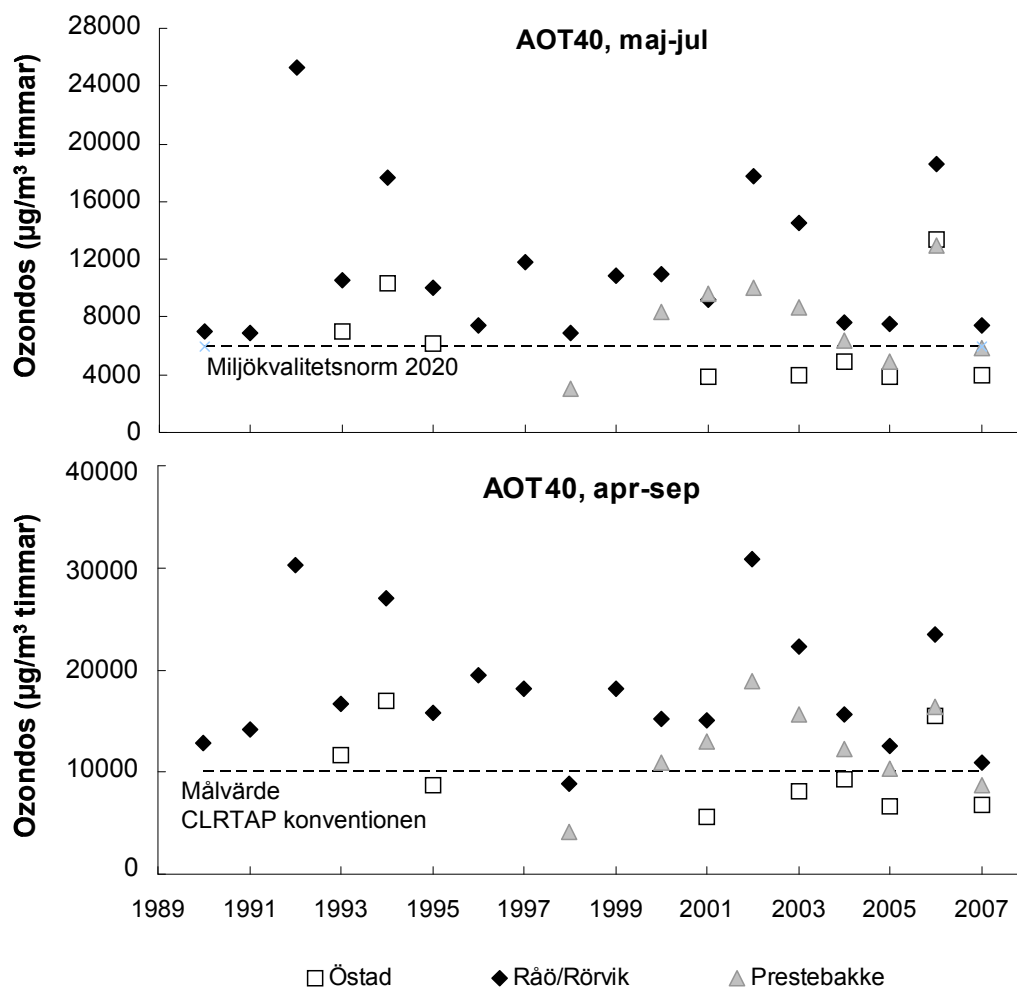 AOT40, maj-jul
Ozondos (µg/m³ timmar)
28000
24000
20000
16000
12000
8000
4000
0
Miljökvalitetsnorm 2020
AOT40, apr-sep
Ozondos (µg/m³ timmar)
40000
30000
20000
10000
0
Målvärde
CLRTAP konventionen
1989 1991 1993 1995 1997 1999 2001 2003 2005 2007
Östad Råö/Rörvik Prestebakke